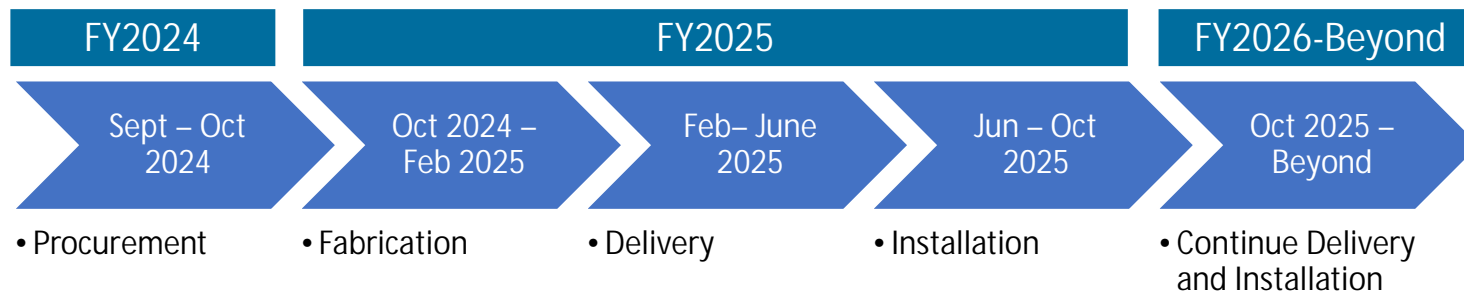 FY2024
FY2025
FY2026-Beyond
Sept – Oct
2024
Oct 2024 –
Feb 2025
Feb– June
2025
Jun – Oct
2025
Oct 2025 –
Beyond
• Procurement
• Fabrication
• Delivery
• Installation
• Continue Delivery
and Installation